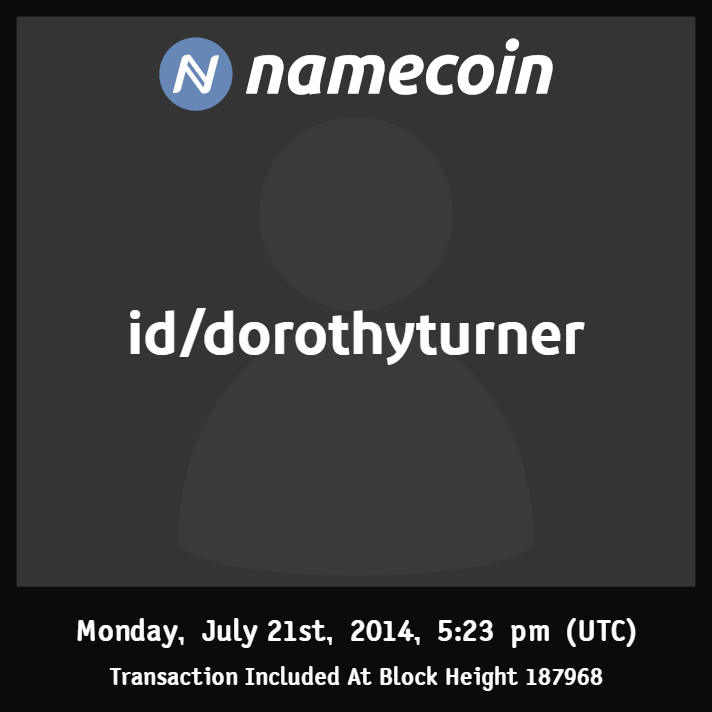 namecoin
id/dorothyturner
Monday, July 21st, 2014, 5:23 pm (UTC)
Transaction Included At Block Height 187968